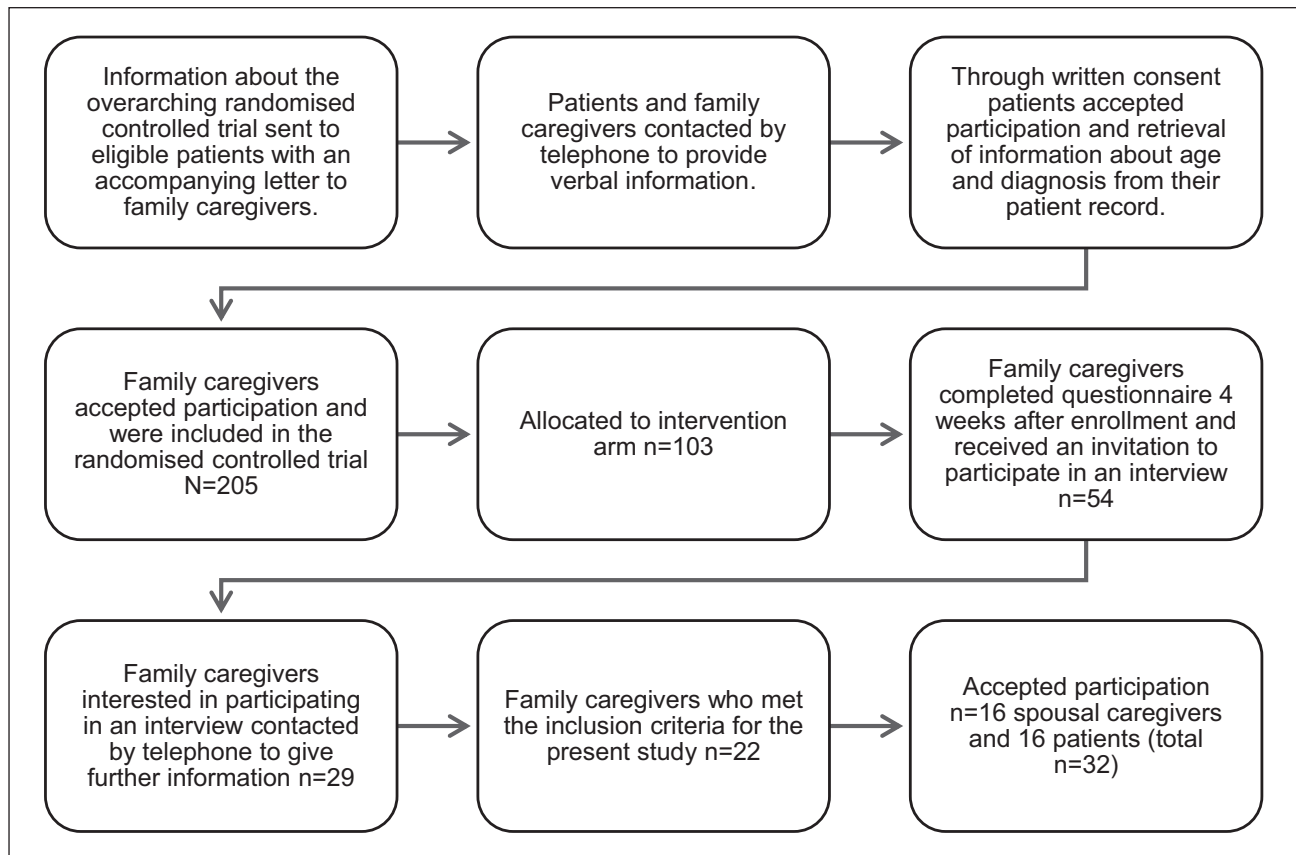 Information about the
overarching randomised
controlled trial sent to
eligible patients with an
accompanying letter to
family caregivers.
Patients and family
caregivers contacted by
telephone to provide
verbal information.
Through written consent
patients accepted
participation and retrieval
of information about age
and diagnosis from their
patient record.
Family caregivers
accepted participation and
were included in the
randomised controlled trial
N=205
Allocated to intervention
arm n=103
Family caregivers
completed questionnaire 4
weeks after enrollment and
received an invitation to
participate in an interview
n=54
Family caregivers
interested in participating
in an interview contacted
by telephone to give
further information n=29
Family caregivers who met
the inclusion criteria for the
present study n=22
Accepted participation
n=16 spousal caregivers
and 16 patients (total
n=32)